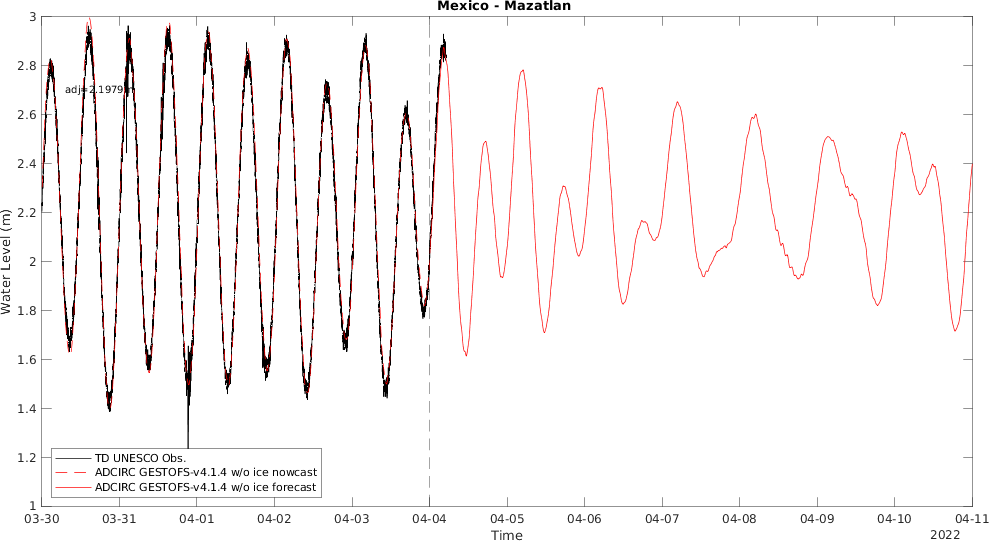 Mexico - Mazatlan
Water Level (m)
3
2.8
2.6
2.4
2.2
2
1.8
1.6
1.4
1.2
1
adj=2.1979m
TD UNESCO Obs.
ADCIRC GESTOFS-v4.1.4 w/o ice nowcast
ADCIRC GESTOFS-v4.1.4 w/o ice forecast
03-30 03-31 04-01 04-02 04-03 04-04 04-05 04-06 04-07 04-08 04-09 04-10 04-11
Time
2022